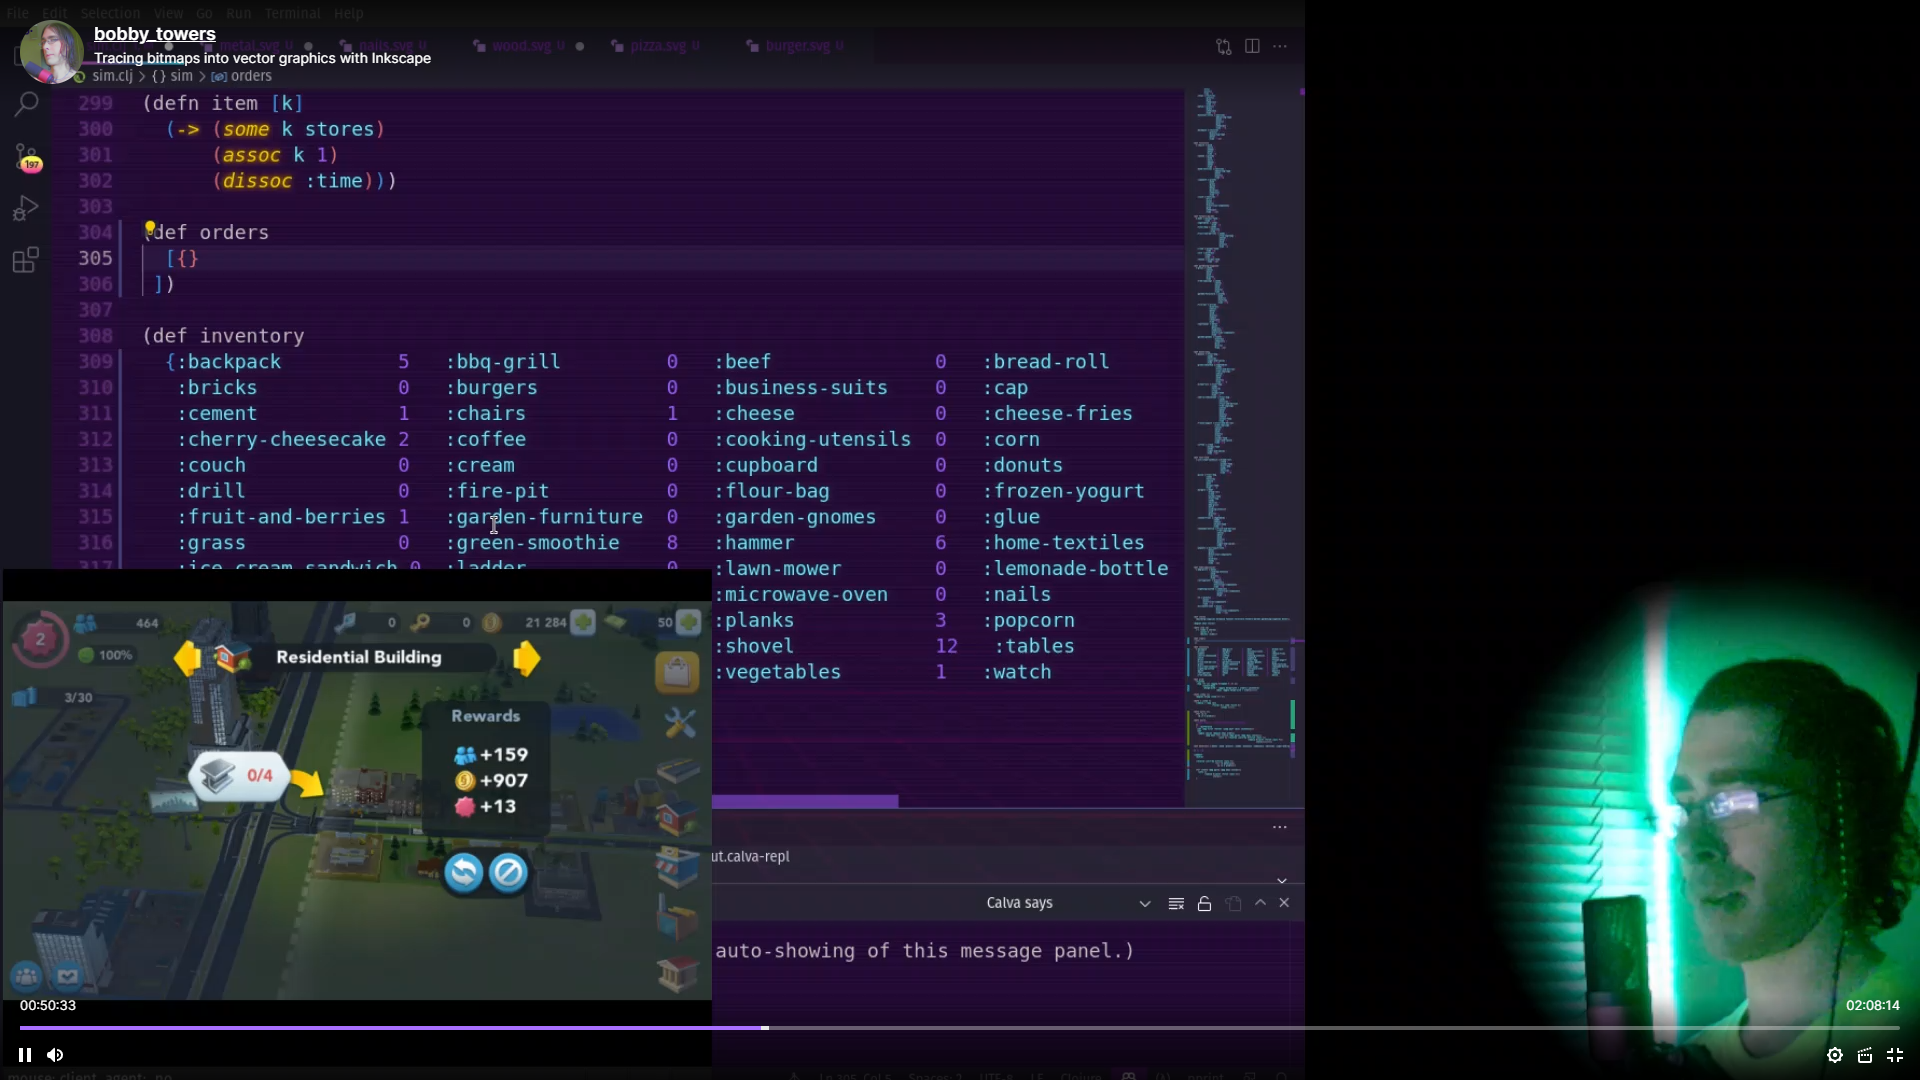 File Edit Selection View Go Run Terminal Help
bobby_towers
metal.svg U nails.svg U wood.svg U pizza.svg U burger.svg U
Tracing bitmaps into vector graphics with Inkscape
sim.clj > {} sim > orders
299 (defn item [k]
300 (-> (some k stores)
301 (assoc k 1)
302 (dissoc :time)))
303
304 (def orders
305 [{}
306 ])
307
308 (def inventory
309 {:backpack 5 :bbq-grill 0 :beef 0 :bread-roll
310 :bricks 0 :burgers 0 :business-suits 0 :cap
311 :cement 1 :chairs 1 :cheese 0 :cheese-fries
312 :cherry-cheesecake 2 :coffee 0 :cooking-utensils 0 :corn
313 :couch 0 :cream 0 :cupboard 0 :donuts
314 :drill 0 :fire-pit 0 :flour-bag 0 :frozen-yogurt
315 :fruit-and-berries 1 :garden-furniture 0 :garden-gnomes 0 :glue
316 :grass 0 :green-smoothie 8 :hammer 6 :home-textiles
317 :ice-cream-sandwich 0 :ladder 0 :lawn-mower 0 :lemonade-bottle
:microwave-oven 0 :nails
:planks 3 :popcorn
:shovel 12 :tables
:vegetables 1 :watch
197
2 464 0 0 21 284 50
100%
Residential Building
3/30
Rewards
+159
0/4
+907
+13
ut.calva-repl
Calva says
auto-showing of this message panel.)
00:50:33
02:08:14